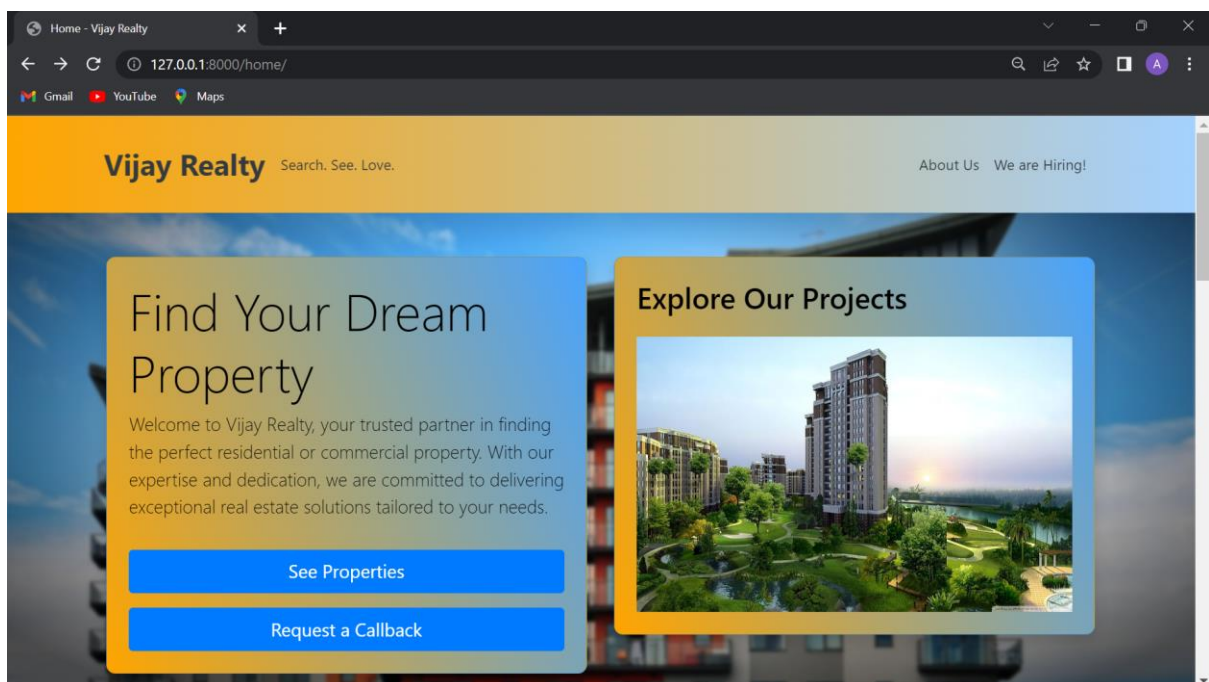 Home - Vijay Realty
127.0.0.1:8000/home/
A
Gmail YouTube Maps
Vijay Realty Search. See. Love. About Us We are Hiring!
Find Your Dream
Property
Welcome to Vijay Realty, your trusted partner in finding
the perfect residential or commercial property. With our
expertise and dedication, we are committed to delivering
exceptional real estate solutions tailored to your needs.
See Properties
Request a Callback
Explore Our Projects